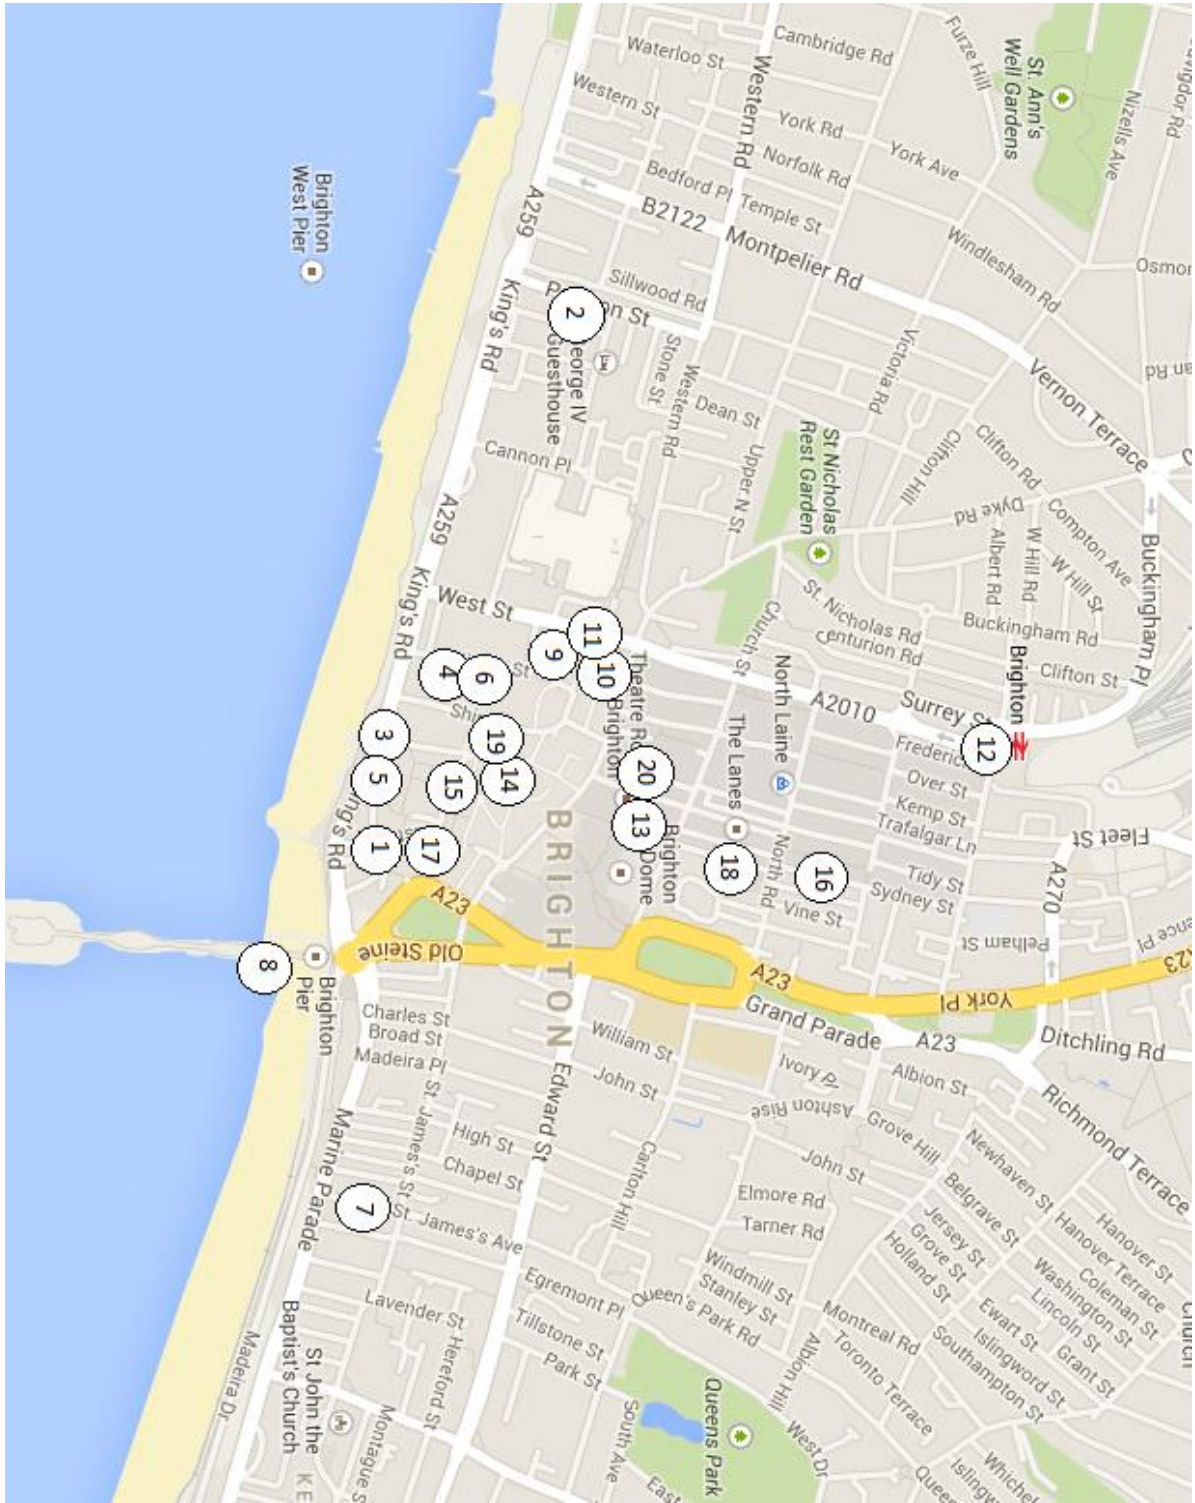 St. Ann's
Well Gardens
Nizells Ave
Furze Hill
Cambridge Rd
Waterloo St
Western St
Western Rd
York Rd
York Ave
Norfolk Rd
Bedford Pl
Temple St
B2122
Montpelier Rd
Windlesham Rd
A259
King's Rd
Sillwood Rd
Brighton
West Pier
2
Guesthouse
Stone St
Western Rd
Dean St
Upper N St
Victoria Rd
Vernon Terrace
Clifton Hill
Clifton Rd
Dyke Rd
Compton Ave
W Hill St
W Hill Rd
Albert Rd
Buckingham Pl
Buckingham Rd
Clifton St
St Nicholas
Rest Garden
St. Nicholas Rd
Centurion Rd
Church St
Cannon Pl
A259
King's Rd
West St
11
9
10
4
6
3
5
19
14
15
1
17
20
13
18
16
12
8
7
Brighton
North Laine
The Lanes
A2010
Over St
Kemp St
Trafalgar Ln
Tidy St
Sydney St
Fleet St
A270
Pelham St
North Rd
Vine St
Brighton
Dome
BRIGHTON
A23
Old Steine
A23
York Pl
Grand Parade
A23
Ditchling Rd
Richmond Terrace
Brighton
Pier
Charles St
Broad St
Madeira Pl
William St
John St
Edward St
Ivory Pl
Ashton Rise
Albion St
Grove Hill
Newhaven St
Marine Parade
St. James's St
High St
Chapel St
St. James's Ave
Carlton Hill
John St
Elmore Rd
Tarner Rd
Belgrave St
Jersey St
Grove St
Holland St
Hanover St
Hanover Terrace
Coleman St
Washington St
Lincoln St
Grant St
Ewart St
Islingword St
Southampton St
Windmill St
Stanley St
Queen's Park Rd
Montreal Rd
Toronto Terrace
Albion Hill
Egremont Pl
Tillstone St
Park St
Lavender St
Hereford St
Queens Park
West Dr
South Ave
Madeira Dr
St John the
Baptist's Church